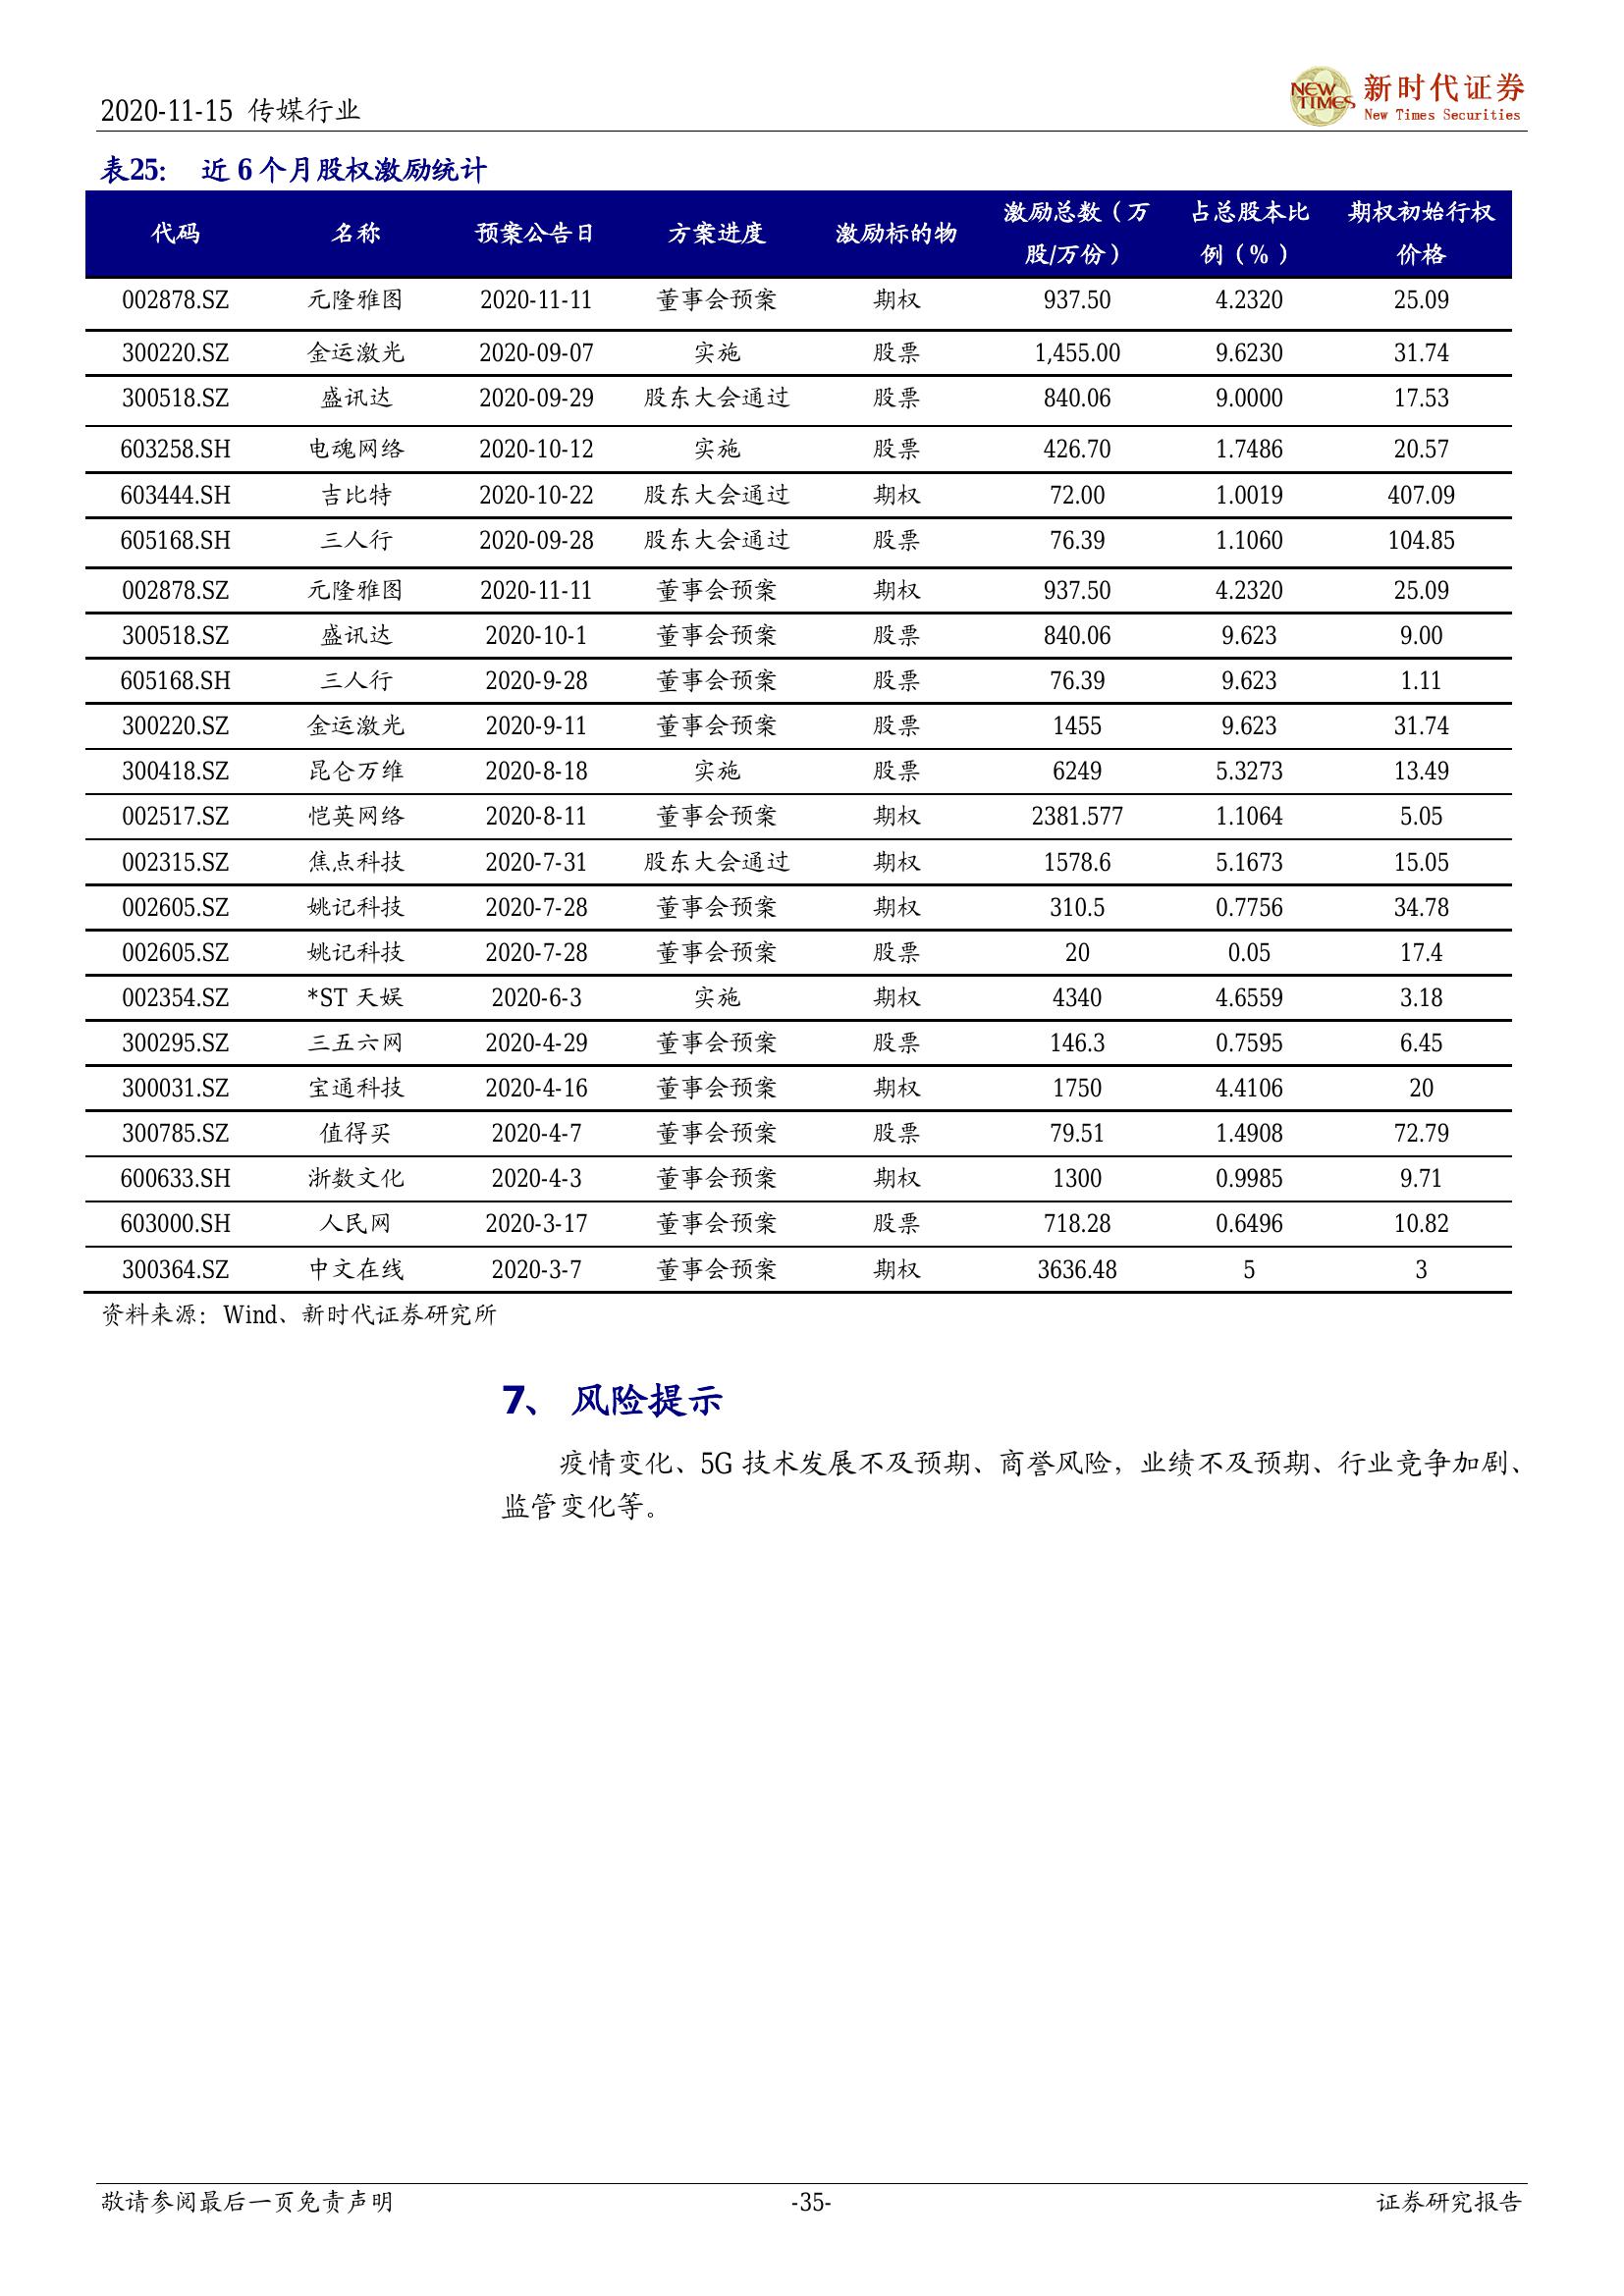 2020-11-15 传媒行业
NEW TIMES 新时代证券
New Times Securities
表25: 近 6 个月股权激励统计
代码 名称 预案公告日 方案进度 激励标的物 激励总数（万股/万份） 占总股本比例（%） 期权初始行权价格
002878.SZ 元隆雅图 2020-11-11 董事会预案 期权 937.50 4.2320 25.09
300220.SZ 金运激光 2020-09-07 实施 股票 1,455.00 9.6230 31.74
300518.SZ 盛讯达 2020-09-29 股东大会通过 股票 840.06 9.0000 17.53
603258.SH 电魂网络 2020-10-12 实施 股票 426.70 1.7486 20.57
603444.SH 吉比特 2020-10-22 股东大会通过 期权 72.00 1.0019 407.09
605168.SH 三人行 2020-09-28 股东大会通过 股票 76.39 1.1060 104.85
002878.SZ 元隆雅图 2020-11-11 董事会预案 期权 937.50 4.2320 25.09
300518.SZ 盛讯达 2020-10-1 董事会预案 股票 840.06 9.623 9.00
605168.SH 三人行 2020-9-28 董事会预案 股票 76.39 9.623 1.11
300220.SZ 金运激光 2020-9-11 董事会预案 股票 1455 9.623 31.74
300418.SZ 昆仑万维 2020-8-18 实施 股票 6249 5.3273 13.49
002517.SZ 恺英网络 2020-8-11 董事会预案 期权 2381.577 1.1064 5.05
002315.SZ 焦点科技 2020-7-31 股东大会通过 期权 1578.6 5.1673 15.05
002605.SZ 姚记科技 2020-7-28 董事会预案 期权 310.5 0.7756 34.78
002605.SZ 姚记科技 2020-7-28 董事会预案 股票 20 0.05 17.4
002354.SZ *ST 天娱 2020-6-3 实施 期权 4340 4.6559 3.18
300295.SZ 三五六网 2020-4-29 董事会预案 股票 146.3 0.7595 6.45
300031.SZ 宝通科技 2020-4-16 董事会预案 期权 1750 4.4106 20
300785.SZ 值得买 2020-4-7 董事会预案 股票 79.51 1.4908 72.79
600633.SH 浙数文化 2020-4-3 董事会预案 期权 1300 0.9985 9.71
603000.SH 人民网 2020-3-17 董事会预案 股票 718.28 0.6496 10.82
300364.SZ 中文在线 2020-3-7 董事会预案 期权 3636.48 5 3
资料来源：Wind、新时代证券研究所
7、 风险提示
疫情变化、5G 技术发展不及预期、商誉风险，业绩不及预期、行业竞争加剧、
监管变化等。
敬请参阅最后一页免责声明 -35- 证券研究报告